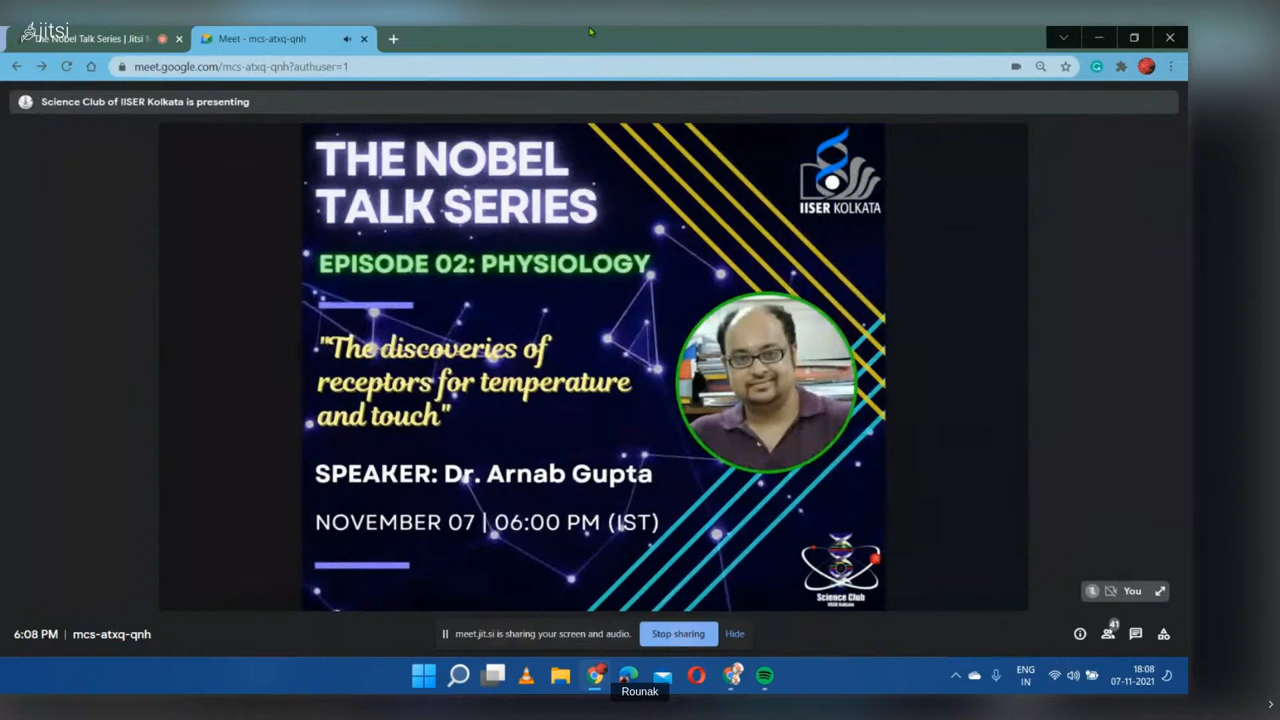 jitsi
The Nobel Talk Series | Jitsi M
Meet - mcs-atxq-qnh
meet.google.com/mcs-atxq-qnh?authuser=1
Science Club of IISER Kolkata is presenting
THE NOBEL
TALK SERIES
IISER KOLKATA
EPISODE 02: PHYSIOLOGY
"The discoveries of
receptors for temperature
and touch"
SPEAKER: Dr. Arnab Gupta
NOVEMBER 07 | 06:00 PM (IST)
Science Club
IISER Kolkata
You
41
6:08 PM | mcs-atxq-qnh
meet.jit.si is sharing your screen and audio.
Stop sharing
Hide
ENG
IN
18:08
07-11-2021
Rounak